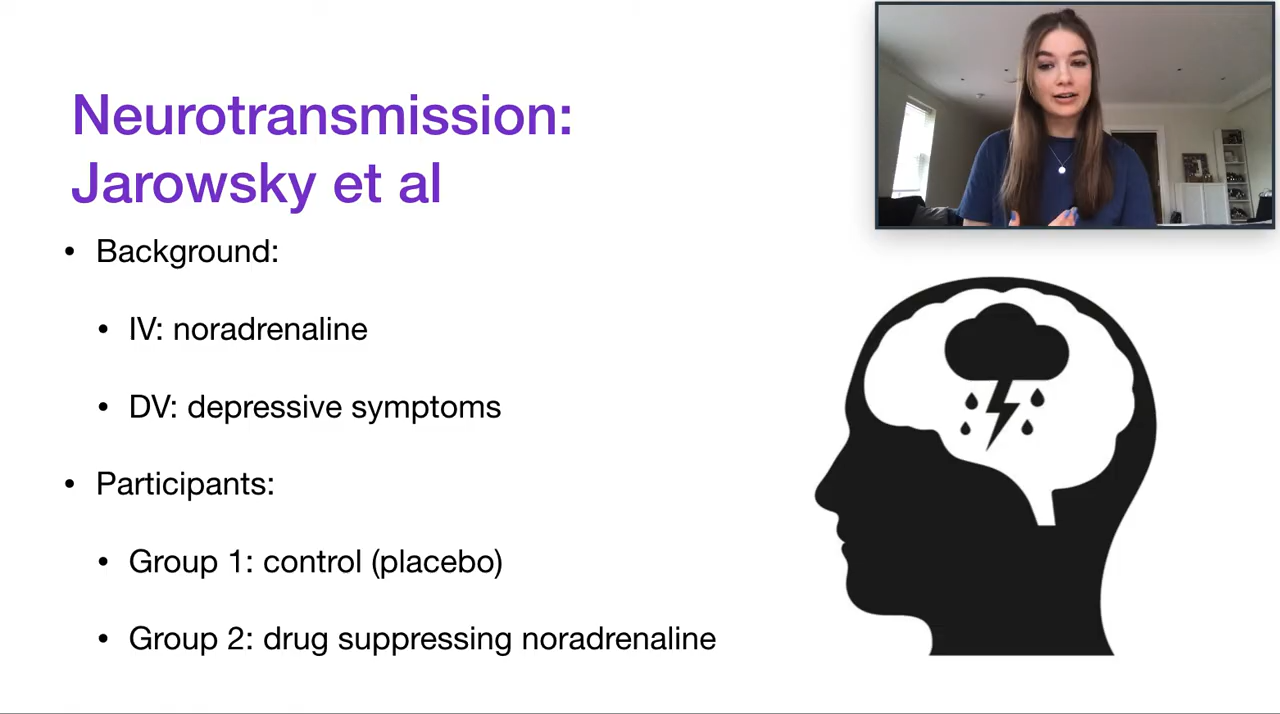 Neurotransmission:
Jarowsky et al
• Background:
• IV: noradrenaline
• DV: depressive symptoms
• Participants:
• Group 1: control (placebo)
• Group 2: drug suppressing noradrenaline